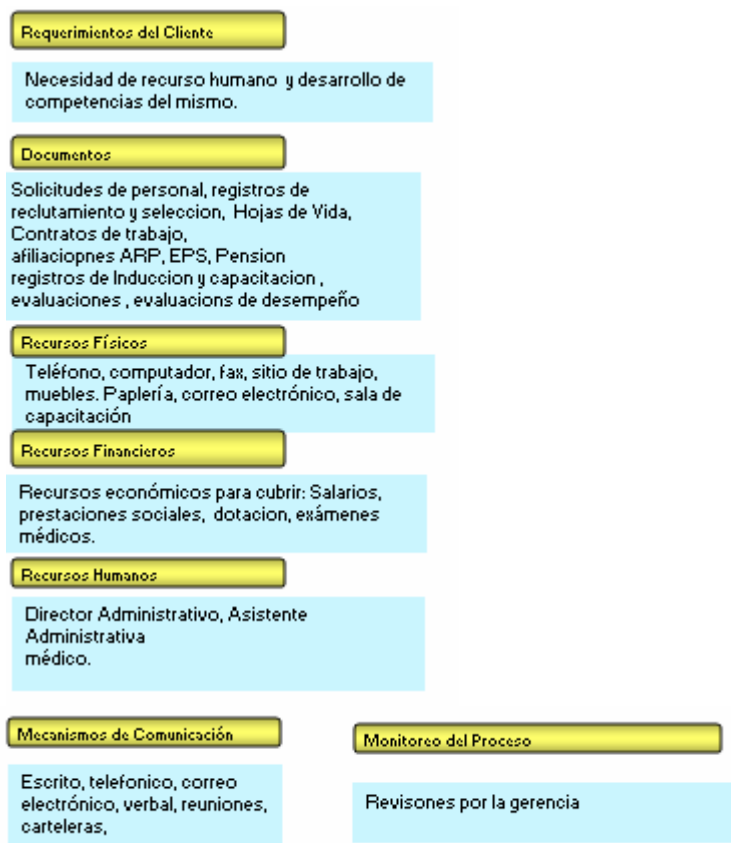 Requerimientos del Cliente
Necesidad de recurso humano y desarrollo de
competencias del mismo.
Documentos
Solicitudes de personal, registros de
reclutamiento y seleccion, Hojas de Vida,
Contratos de trabajo,
afiliaciopnes ARP, EPS, Pension
registros de Induccion y capacitacion ,
evaluaciones , evaluacions de desempeño
Recursos Físicos
Teléfono, computador, fax, sitio de trabajo,
muebles. Paplería, correo electrónico, sala de
capacitación
Recursos Financieros
Recursos económicos para cubrir: Salarios,
prestaciones sociales, dotacion, exámenes
médicos.
Recursos Humanos
Director Administrativo, Asistente
Administrativa
médico.
Mecanismos de Comunicación
Escrito, telefonico, correo
electrónico, verbal, reuniones,
carteleras,
Monitoreo del Proceso
Revisones por la gerencia